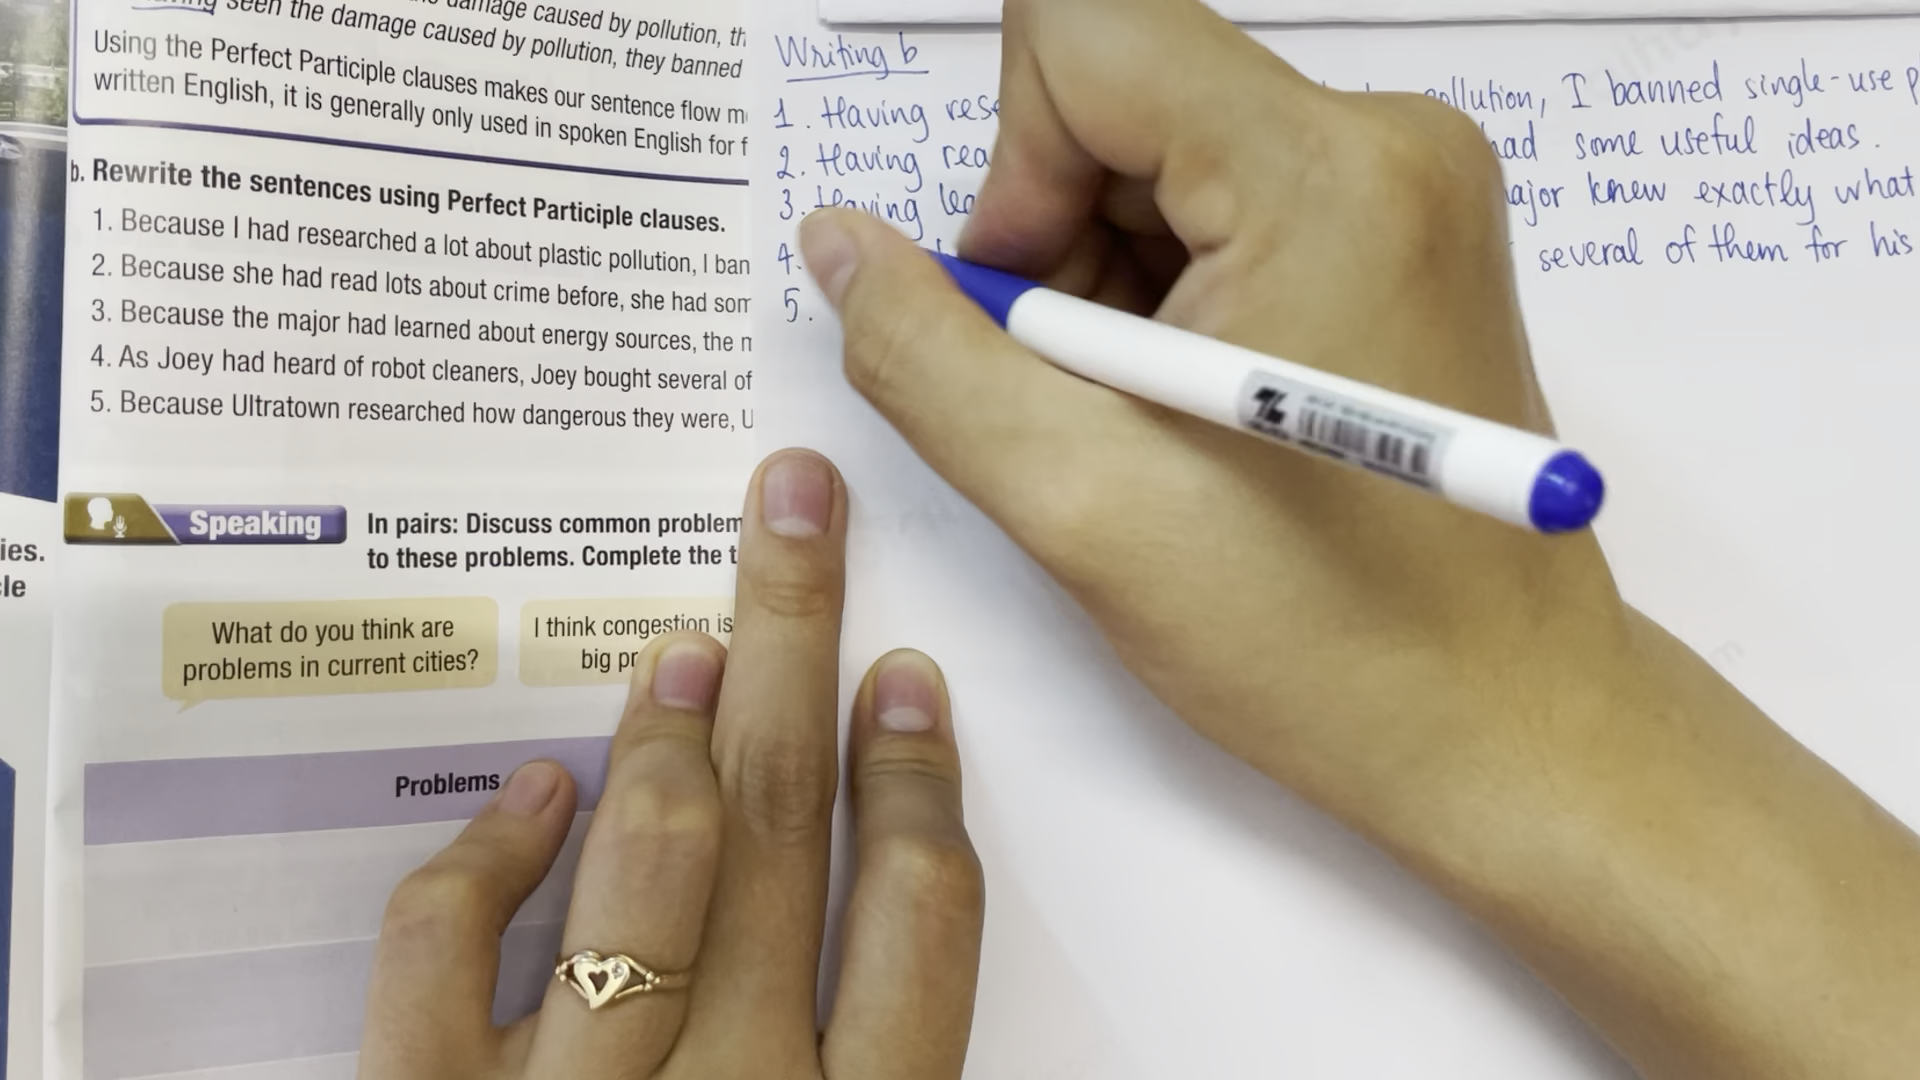 seen the damage caused by pollution, they banned
damage caused by pollution, th
Using the Perfect Participle clauses makes our sentence flow m
written English, it is generally only used in spoken English for f
b. Rewrite the sentences using Perfect Participle clauses.
1. Because I had researched a lot about plastic pollution, I ban
2. Because she had read lots about crime before, she had som
3. Because the major had learned about energy sources, the m
4. As Joey had heard of robot cleaners, Joey bought several of
5. Because Ultratown researched how dangerous they were, U
ies.
cle
Speaking
In pairs: Discuss common problem
to these problems. Complete the t
What do you think are
problems in current cities?
I think congestion is
big pr
Problems
Writing b
1. Having rese ollution, I banned single-use p
2. Having rea had some useful ideas.
3. Having lea ajor knew exactly what
4. several of them for his
5.